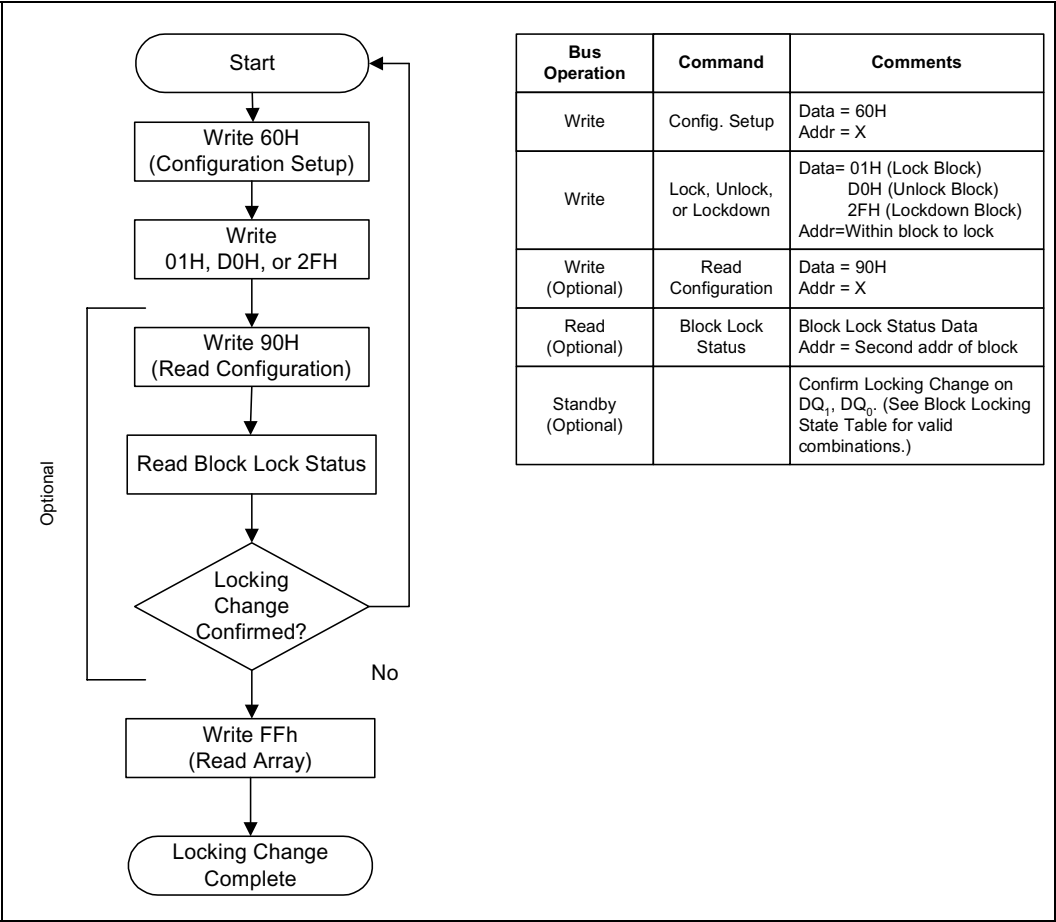 Start
Write 60H
(Configuration Setup)
Write
01H, D0H, or 2FH
Write 90H
(Read Configuration)
Read Block Lock Status
Optional
Locking
Change
Confirmed?
No
Write FFh
(Read Array)
Locking Change
Complete
Bus
Operation
Command
Comments
Write
Config. Setup
Data = 60H
Addr = X
Write
Lock, Unlock,
or Lockdown
Data= 01H (Lock Block)
D0H (Unlock Block)
2FH (Lockdown Block)
Addr=Within block to lock
Write
(Optional)
Read
Configuration
Data = 90H
Addr = X
Read
(Optional)
Block Lock
Status
Block Lock Status Data
Addr = Second addr of block
Standby
(Optional)
Confirm Locking Change on
DQ₁, DQ₀. (See Block Locking
State Table for valid
combinations.)